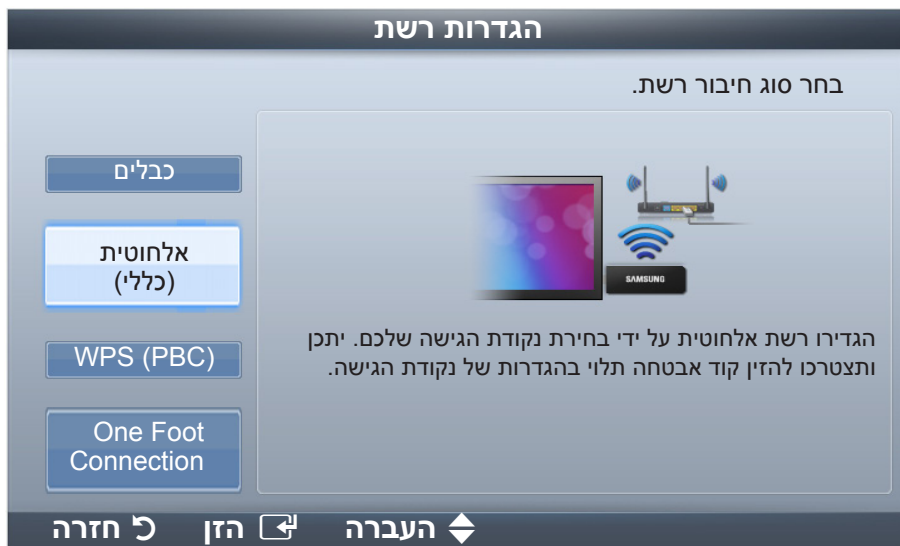 הגדרות רשת
בחר סוג חיבור רשת.
כבלים
אלחוטית
(כללי)
WPS (PBC)
One Foot
Connection
SAMSUNG
הגדירו רשת אלחוטית על ידי בחירת נקודת הגישה שלכם. יתכן
ותצטרכו להזין קוד אבטחה תלוי בהגדרות של נקודת הגישה.
העברה הזן חזרה